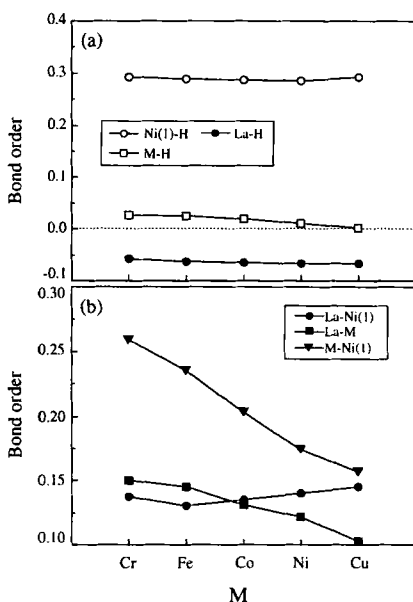 (a)
0.4
0.3
0.2
0.1
0.0
-0.1
Bond order
Ni(1)-H
La-H
M-H
(b)
0.30
0.25
0.20
0.15
0.10
Bond order
La-Ni(1)
La-M
M-Ni(1)
Cr
Fe
Co
Ni
Cu
M